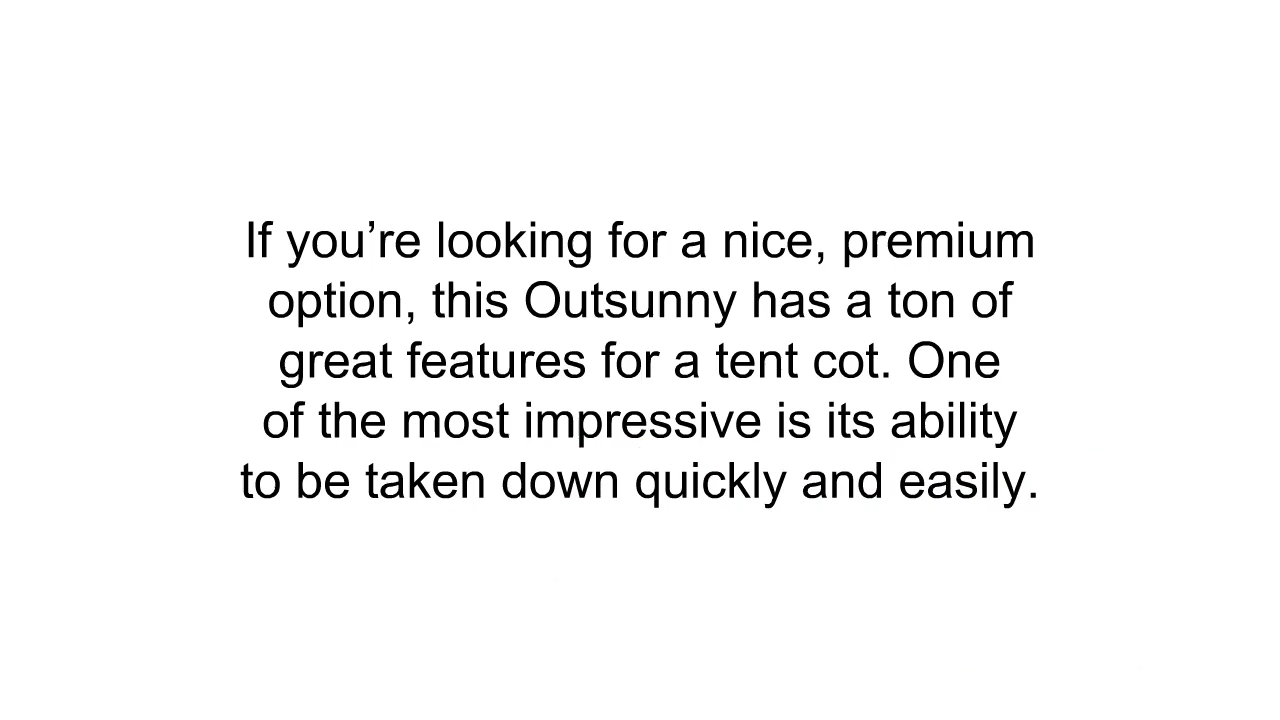 If you’re looking for a nice, premium
option, this Outsunny has a ton of
great features for a tent cot. One
of the most impressive is its ability
to be taken down quickly and easily.